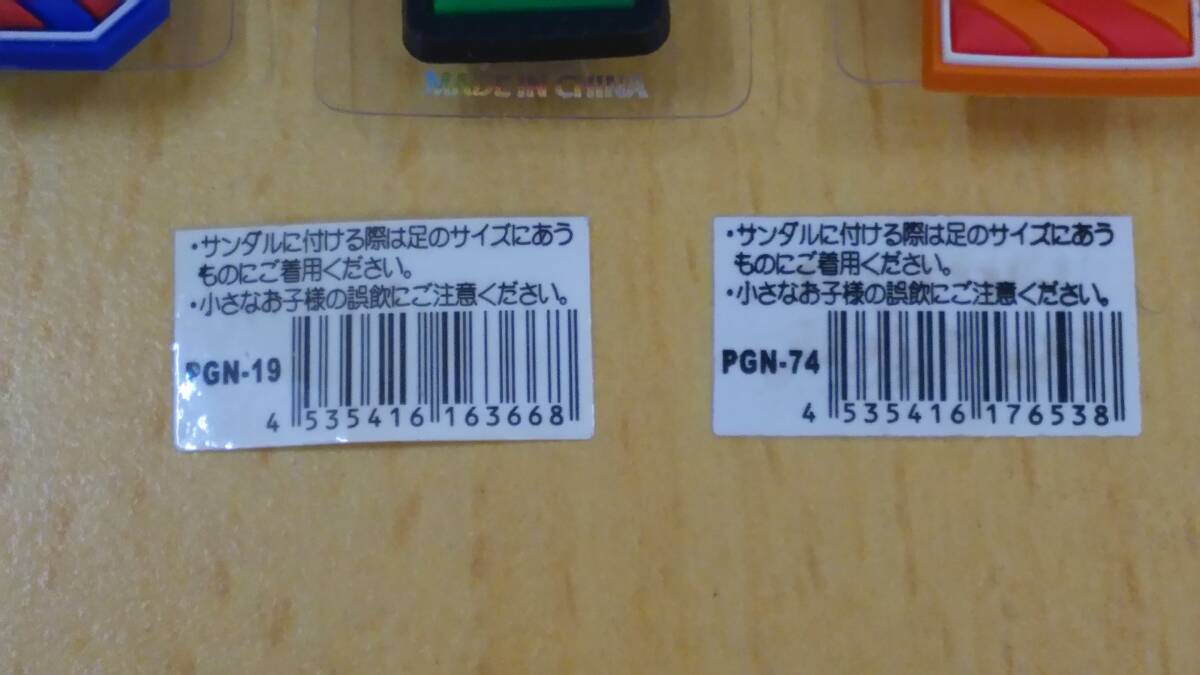 MADE IN CHINA
・サンダルに付ける際は足のサイズにあう
ものにご着用ください。
・小さなお子様の誤飲にご注意ください。
PGN-19
4 535416 163668
・サンダルに付ける際は足のサイズにあう
ものにご着用ください。
・小さなお子様の誤飲にご注意ください。
PGN-74
4 535416 176538